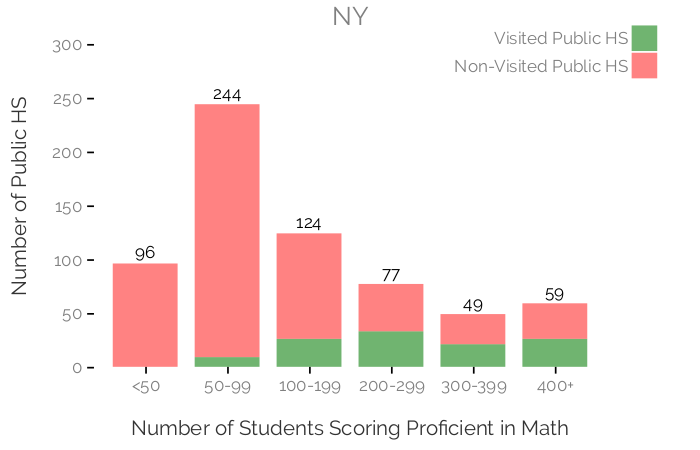 NY
Visited Public HS
Non-Visited Public HS
Number of Public HS
300
250
200
150
100
50
0
96
244
124
77
49
59
<50 50-99 100-199 200-299 300-399 400+
Number of Students Scoring Proficient in Math